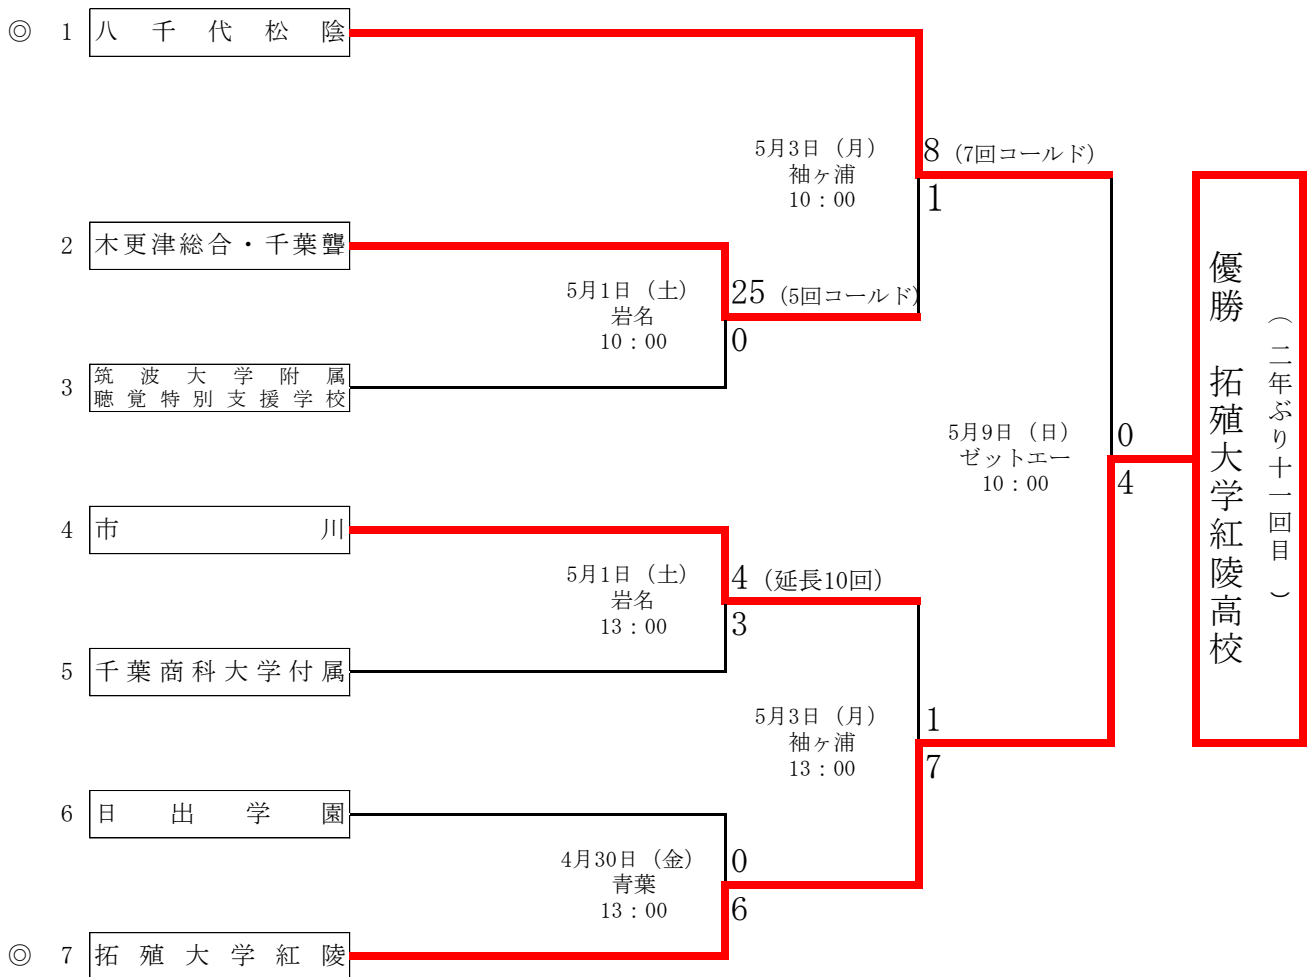 ◎ 1 八千代松陰
5月3日（月）
袖ヶ浦
10：00
8（7回コールド）
1
2 木更津総合・千葉聾
5月1日（土）
岩名
10：00
25（5回コールド）
0
3 筑波大学附属
聴覚特別支援学校
5月9日（日）
ゼットエー
10：00
0
4
4 市川
5月1日（土）
岩名
13：00
4（延長10回）
3
5 千葉商科大学付属
5月3日（月）
袖ヶ浦
13：00
1
7
6 日出学園
4月30日（金）
青葉
13：00
0
6
◎ 7 拓殖大学紅陵
（二年ぶり十一回目）
優勝　拓殖大学紅陵高校